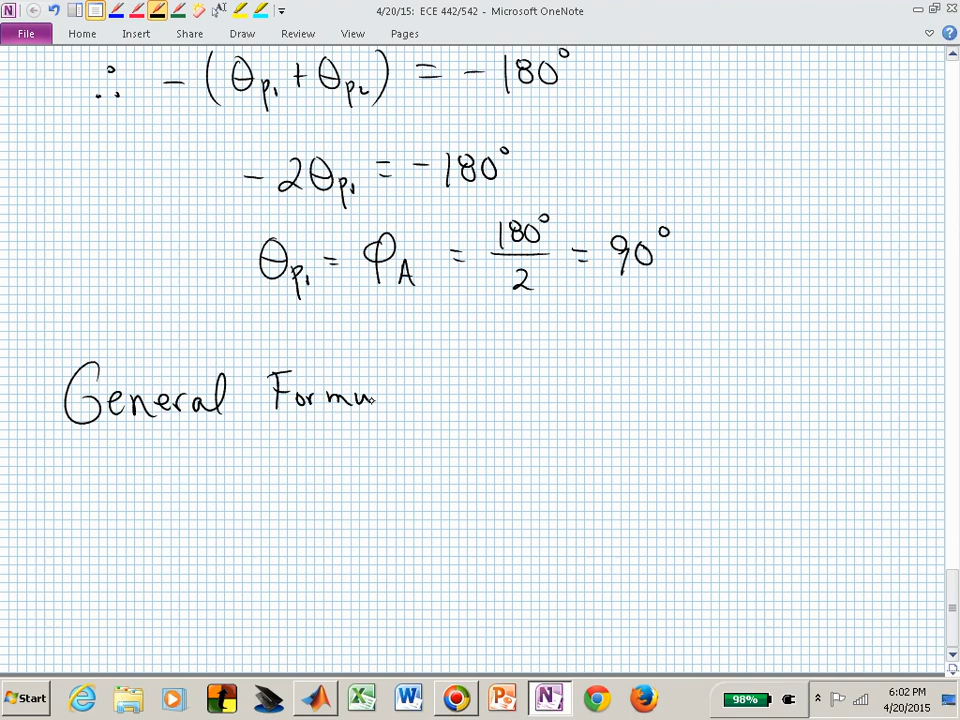 4/20/15: ECE 442/542 - Microsoft OneNote
File Home Insert Share Draw Review View Pages
∴ - (θp₁ + θp₂) = - 180°
- 2θp₁ = - 180°
θp₁ = φA = 180°/2 = 90°
General Formu
Start
98%
6:02 PM
4/20/2015